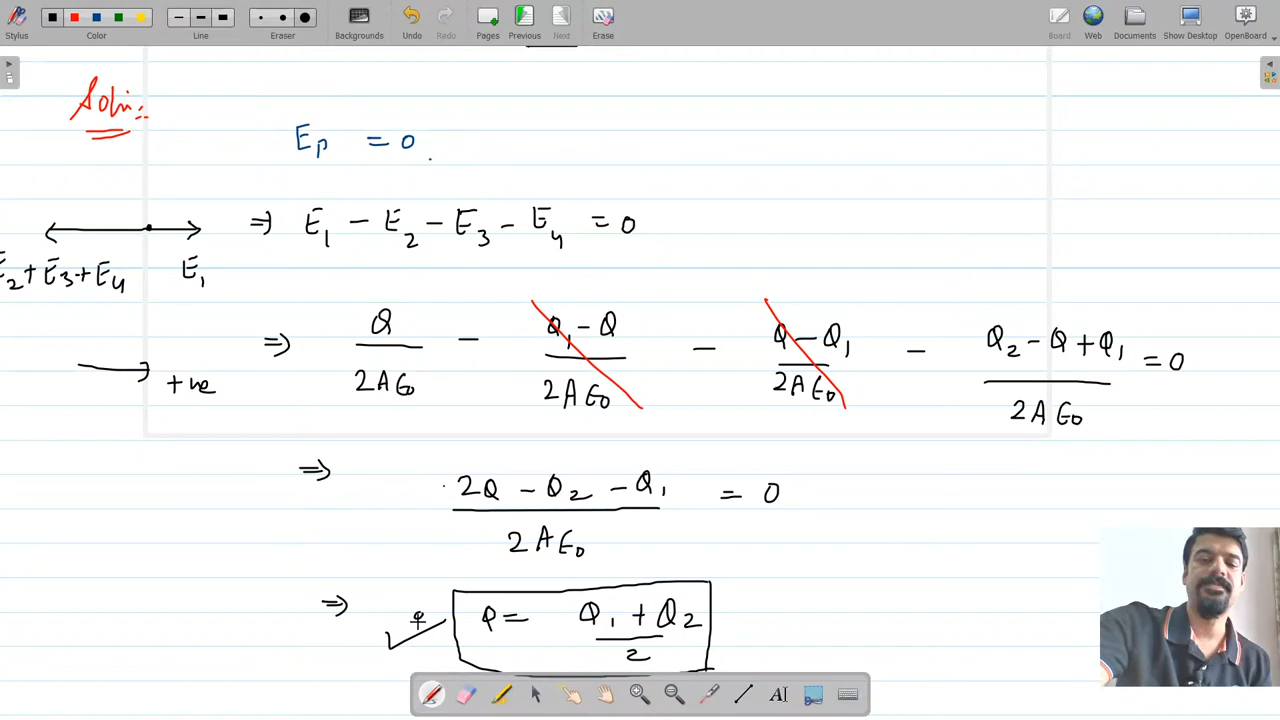 Stylus Color Line Eraser Backgrounds Undo Redo Pages Previous Next Erase Board Web Documents Show Desktop OpenBoard
Soln:
E_P = 0
⇒ E_1 − E_2 − E_3 − E_4 = 0
E_2 + E_3 + E_4 E_1
⇒ Q/2Aε_0 − Q_1 − Q/2Aε_0 − Q − Q_1/2Aε_0 − Q_2 − Q + Q_1/2Aε_0 = 0
+ve
⇒ 2Q − Q_2 − Q_1/2Aε_0 = 0
⇒ Q = Q_1 + Q_2/2